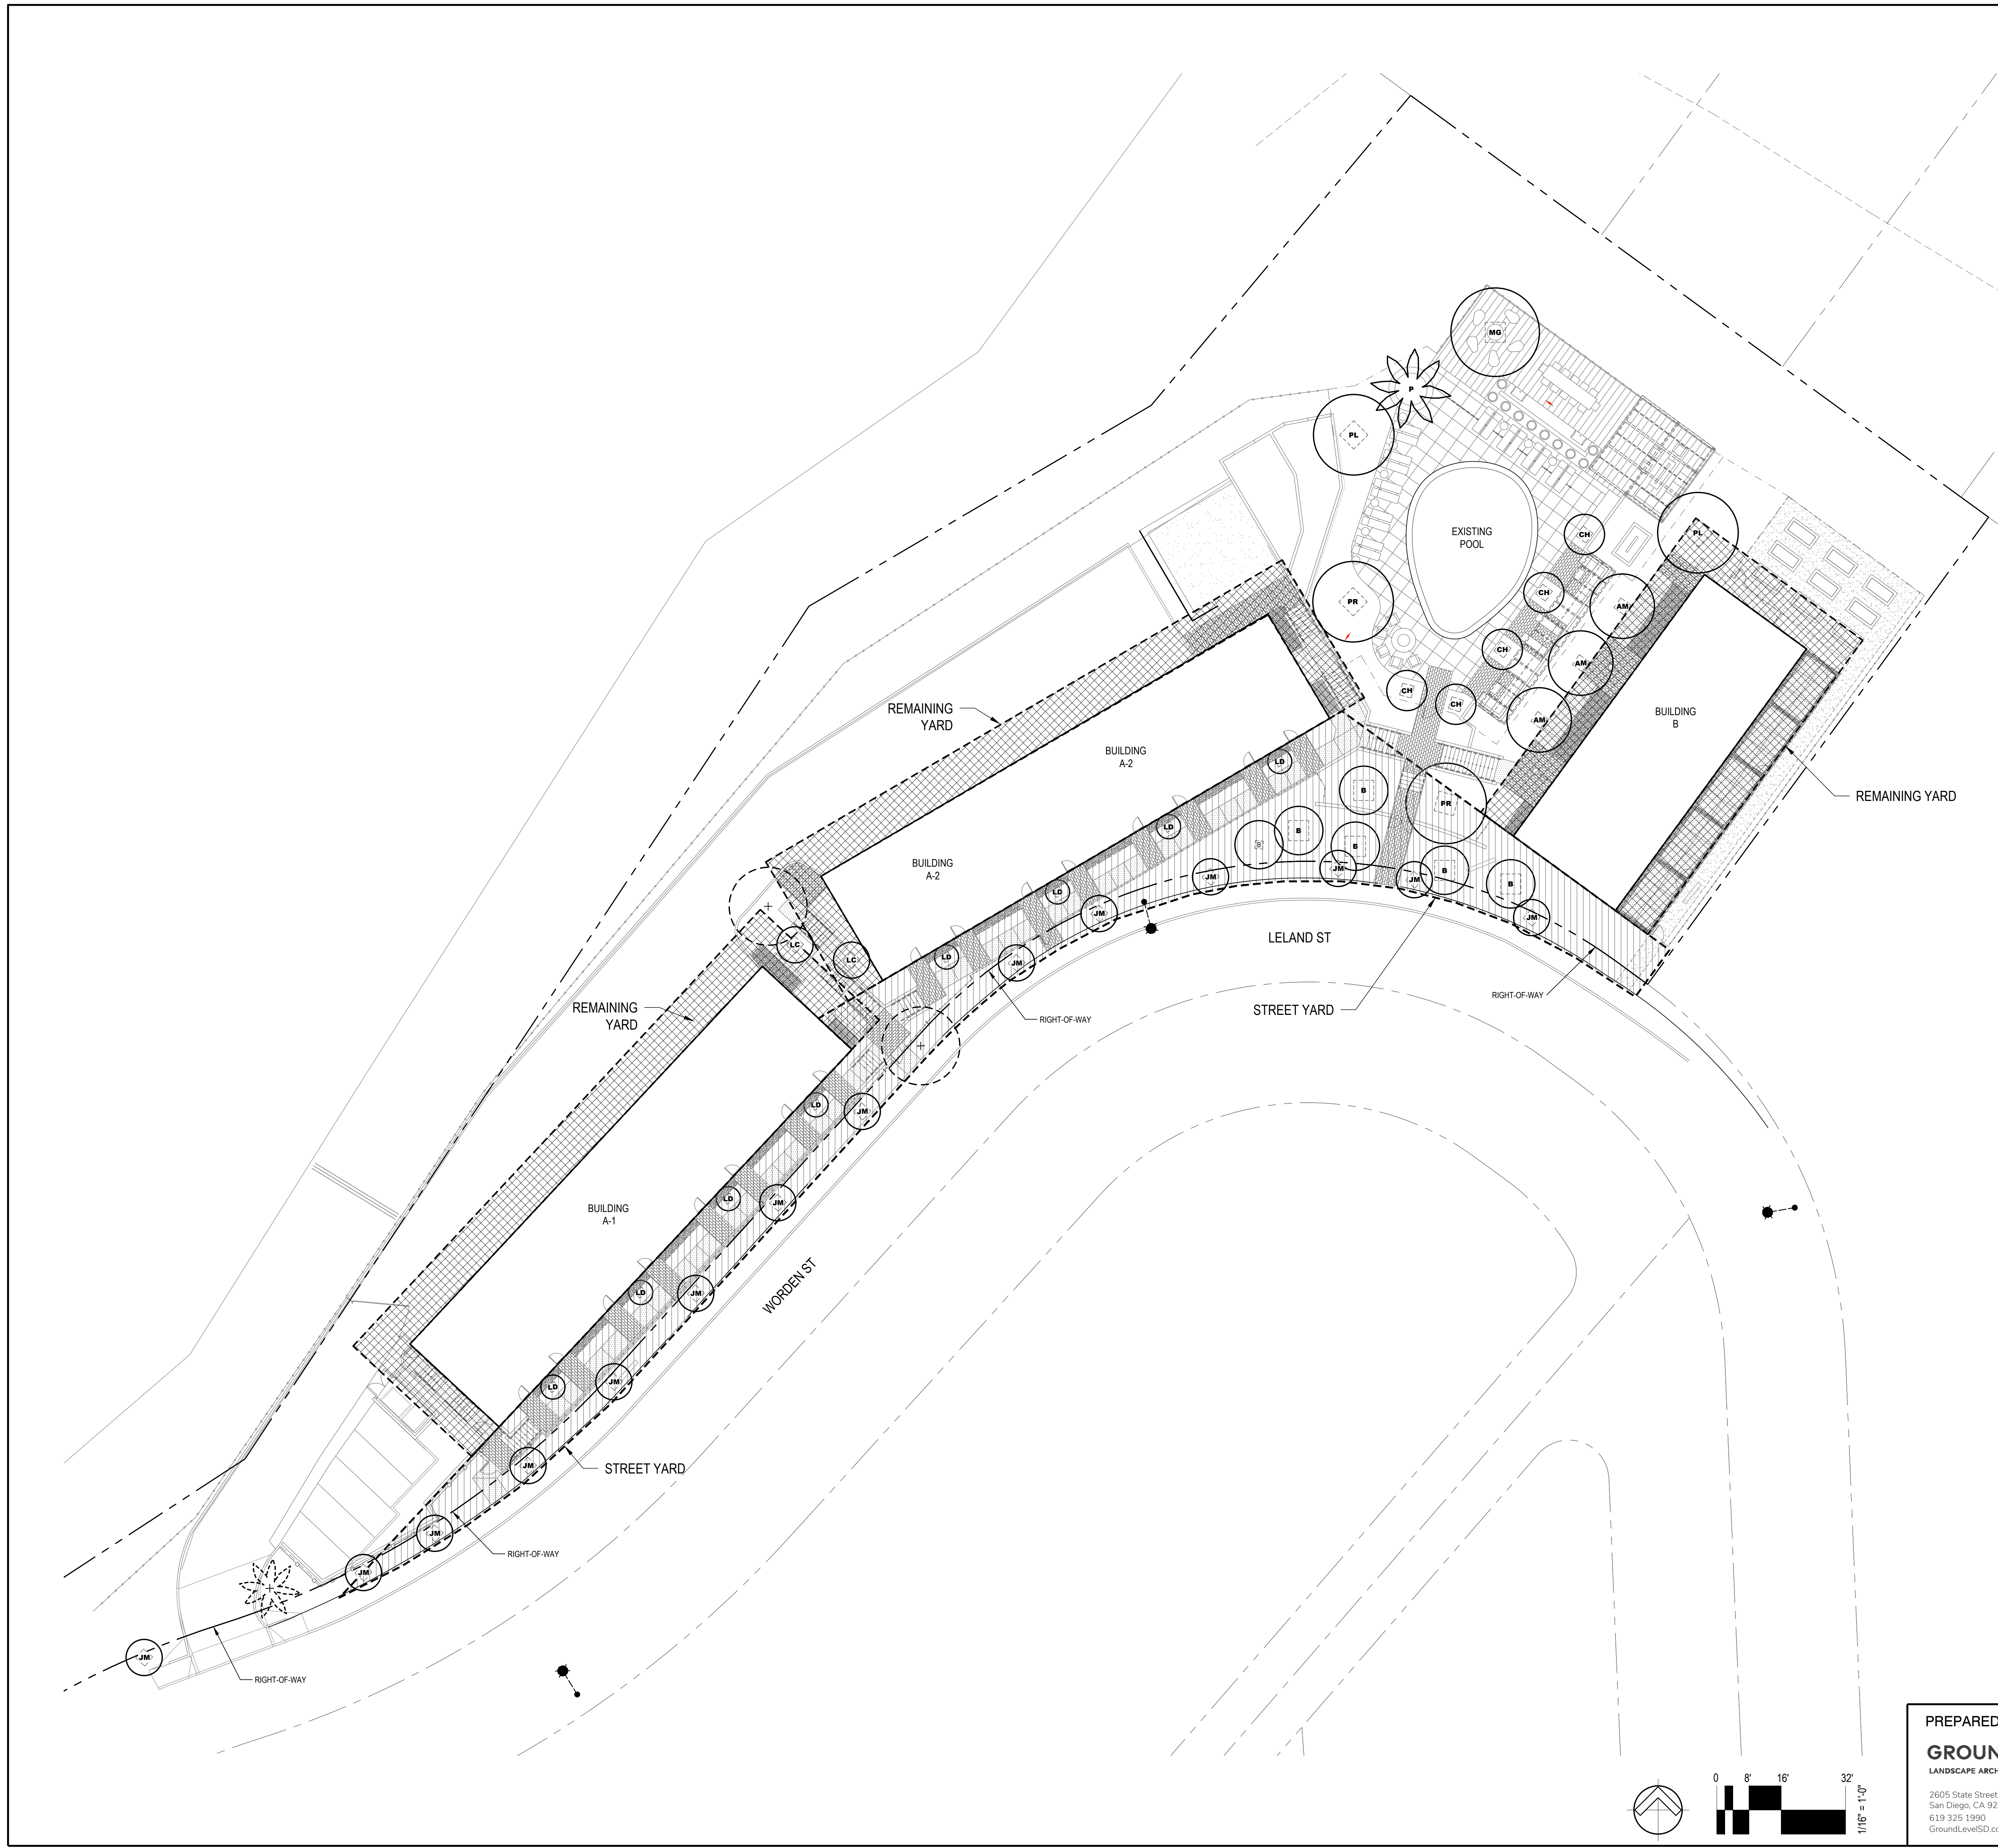 MG
P
PL
EXISTING
POOL
CH
PL
CH
PR
AM
CH
AM
CH
CH
AM
BUILDING
B
REMAINING
YARD
BUILDING
A-2
LD
B
PR
REMAINING YARD
LD
B
B
B
BUILDING
A-2
JM
JM
JM
B
B
LD
JM
JM
LELAND ST
LC
LC
LD
JM
RIGHT-OF-WAY
REMAINING
YARD
STREET YARD
RIGHT-OF-WAY
LD
JM
BUILDING
A-1
LD
JM
WORDEN ST
LD
JM
LD
JM
JM
STREET YARD
JM
RIGHT-OF-WAY
JM
JM
RIGHT-OF-WAY
0 8' 16' 32'
1/16" = 1'-0"
PREPARED
GROUN
LANDSCAPE ARCH
2605 State Street
San Diego, CA 92
619 325 1990
GroundLevelSD.co